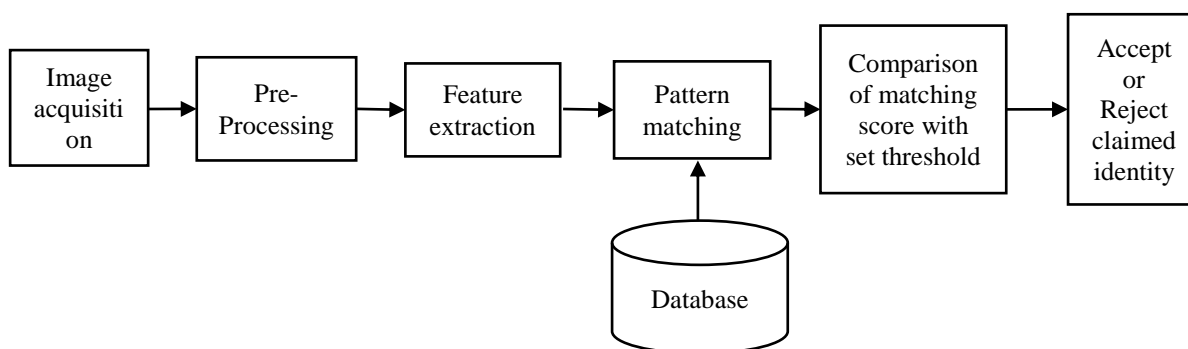 Image
acquisiti
on
Pre-
Processing
Feature
extraction
Pattern
matching
Comparison
of matching
score with
set threshold
Accept
or
Reject
claimed
identity
Database